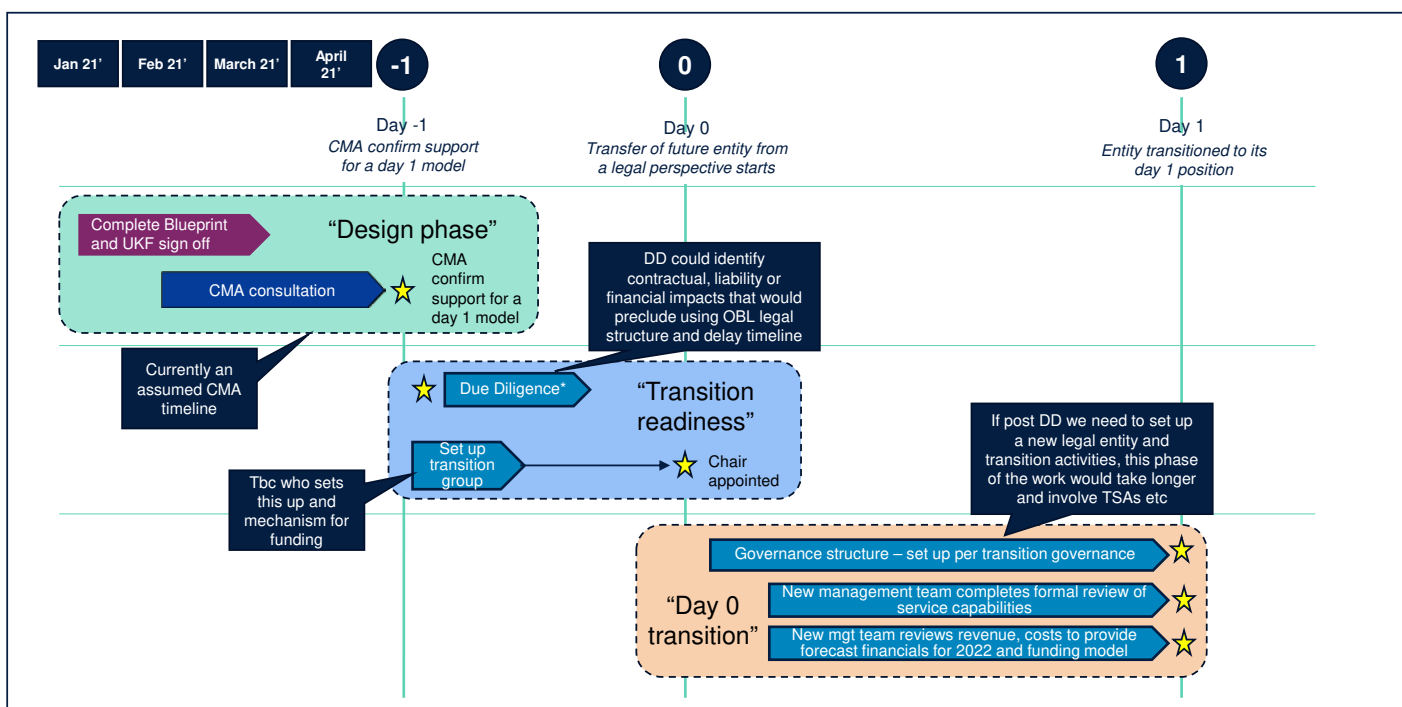 Jan 21’
Feb 21’
March 21’
April
21’
-1
0
1
Day -1
CMA confirm support
for a day 1 model
Day 0
Transfer of future entity from
a legal perspective starts
Day 1
Entity transitioned to its
day 1 position
Complete Blueprint
and UKF sign off
“Design phase”
CMA consultation
CMA
confirm
support for a
day 1 model
DD could identify
contractual, liability or
financial impacts that would
preclude using OBL legal
structure and delay timeline
Currently an
assumed CMA
timeline
Due Diligence*
“Transition
readiness”
Set up
transition
group
Chair
appointed
Tbc who sets
this up and
mechanism for
funding
If post DD we need to set up
a new legal entity and
transition activities, this phase
of the work would take longer
and involve TSAs etc
Governance structure – set up per transition governance
“Day 0
transition”
New management team completes formal review of
service capabilities
New mgt team reviews revenue, costs to provide
forecast financials for 2022 and funding model